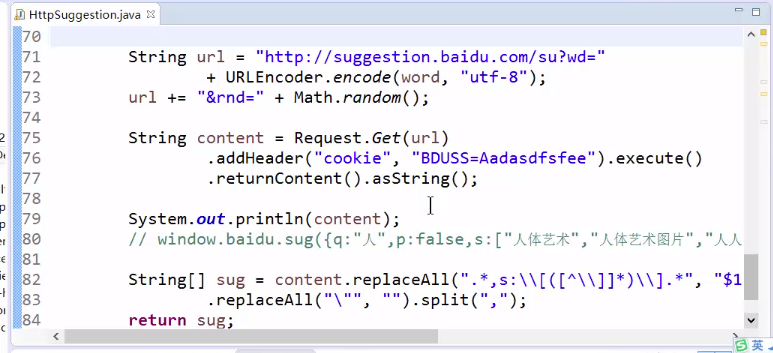 HttpSuggestion.java
70
71 String url = "http://suggestion.baidu.com/su?wd="
72 + URLEncoder.encode(word, "utf-8");
73 url += "&rnd=" + Math.random();
74
75 String content = Request.Get(url)
76 .addHeader("cookie", "BDUSS=Aadasdfsfee").execute()
77 .returnContent().asString();
78
79 System.out.println(content);
80 // window.baidu.sug({q:"人",p:false,s:["人体艺术","人体艺术图片","人人
81
82 String[] sug = content.replaceAll(".*,s:\\[([^\\]]*)\\].*", "$1
83 .replaceAll("\"", "").split(",");
84 return sug;
英